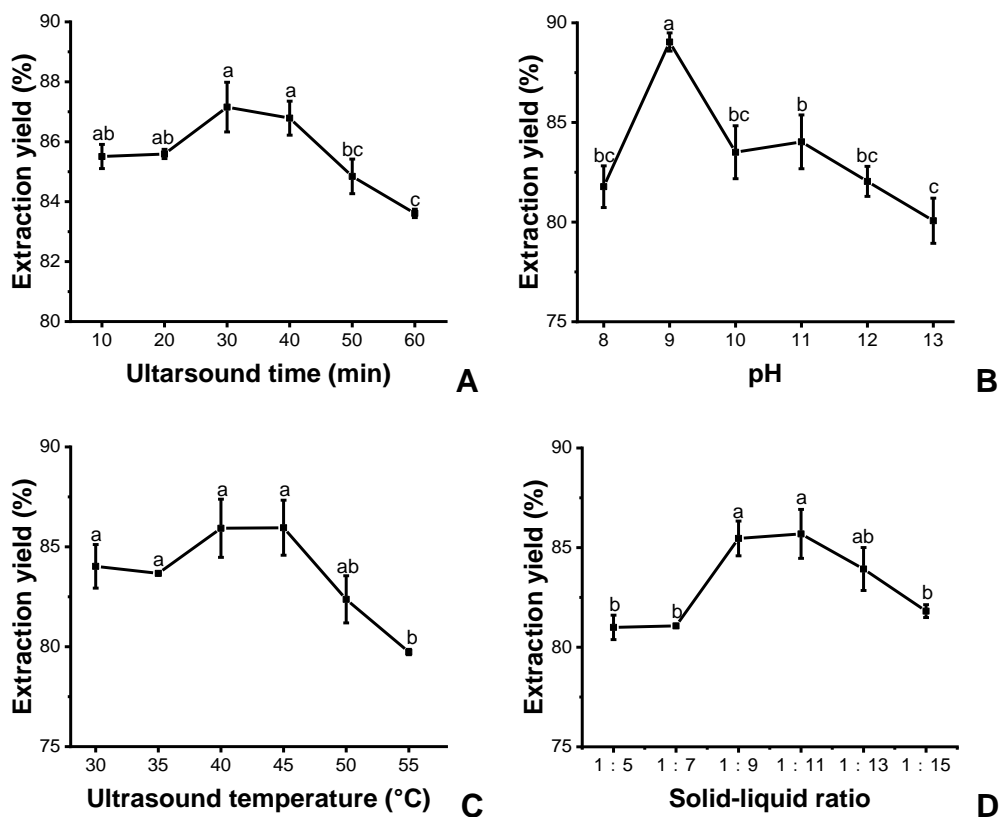 90
88
86
84
82
80
Extraction yield (%)
ab
ab
a
a
bc
c
10 20 30 40 50 60
Ultarsound time (min)
A
90
85
80
75
Extraction yield (%)
bc
a
bc
b
bc
c
8 9 10 11 12 13
pH
B
90
85
80
75
Extraction yield (%)
a
a
a
a
ab
b
30 35 40 45 50 55
Ultrasound temperature (°C)
C
90
85
80
75
Extraction yield (%)
b
b
a
a
ab
b
1 : 5 1 : 7 1 : 9 1 : 11 1 : 13 1 : 15
Solid-liquid ratio
D